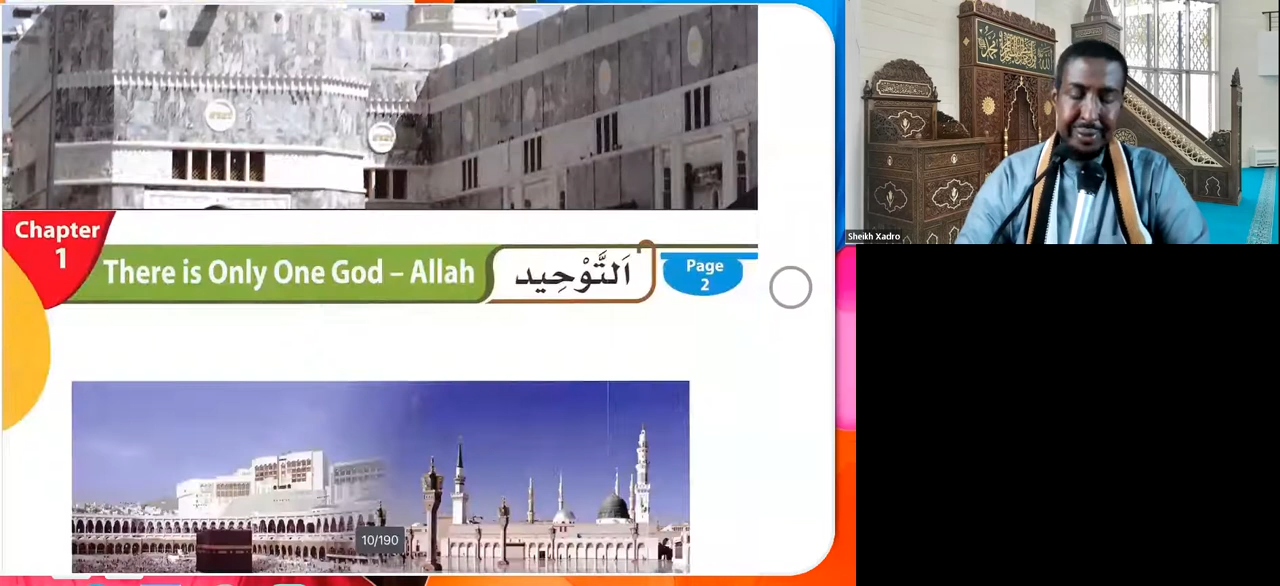 Chapter
1
There is Only One God – Allah
اَلتَّوْحِيد
Page
2
10/190
Sheikh Xadro